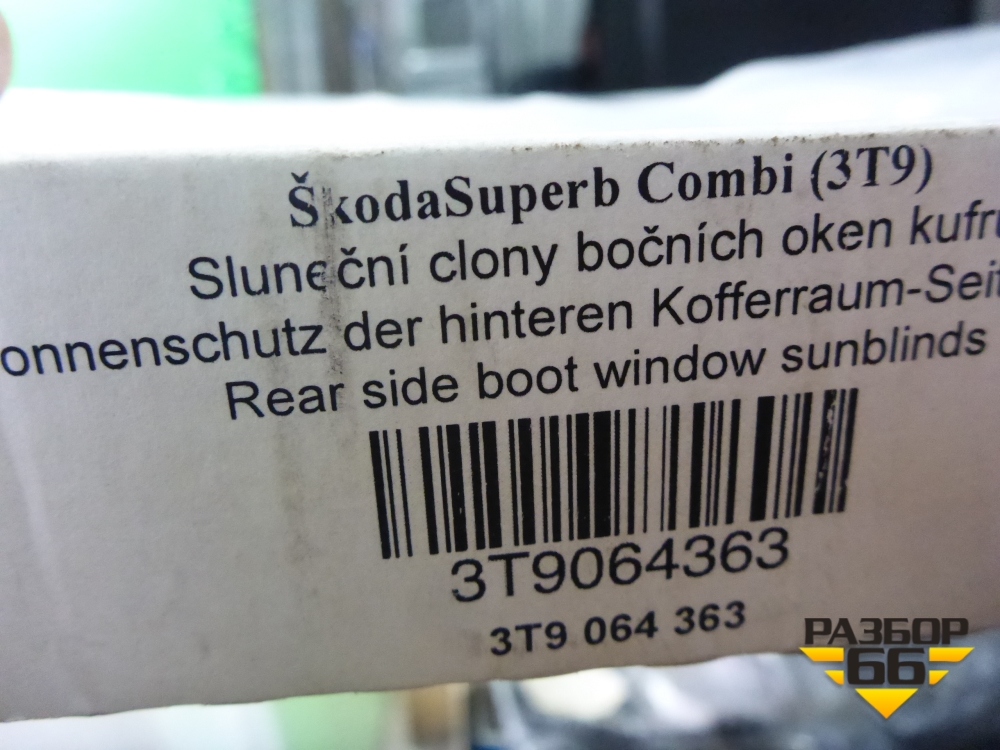 ŠkodaSuperb Combi (3T9)
Sluneční clony bočních oken kufr
onnenschutz der hinteren Kofferraum-Seit
Rear side boot window sunblinds
3T9064363
3T9 064 363
РАЗБОР
66